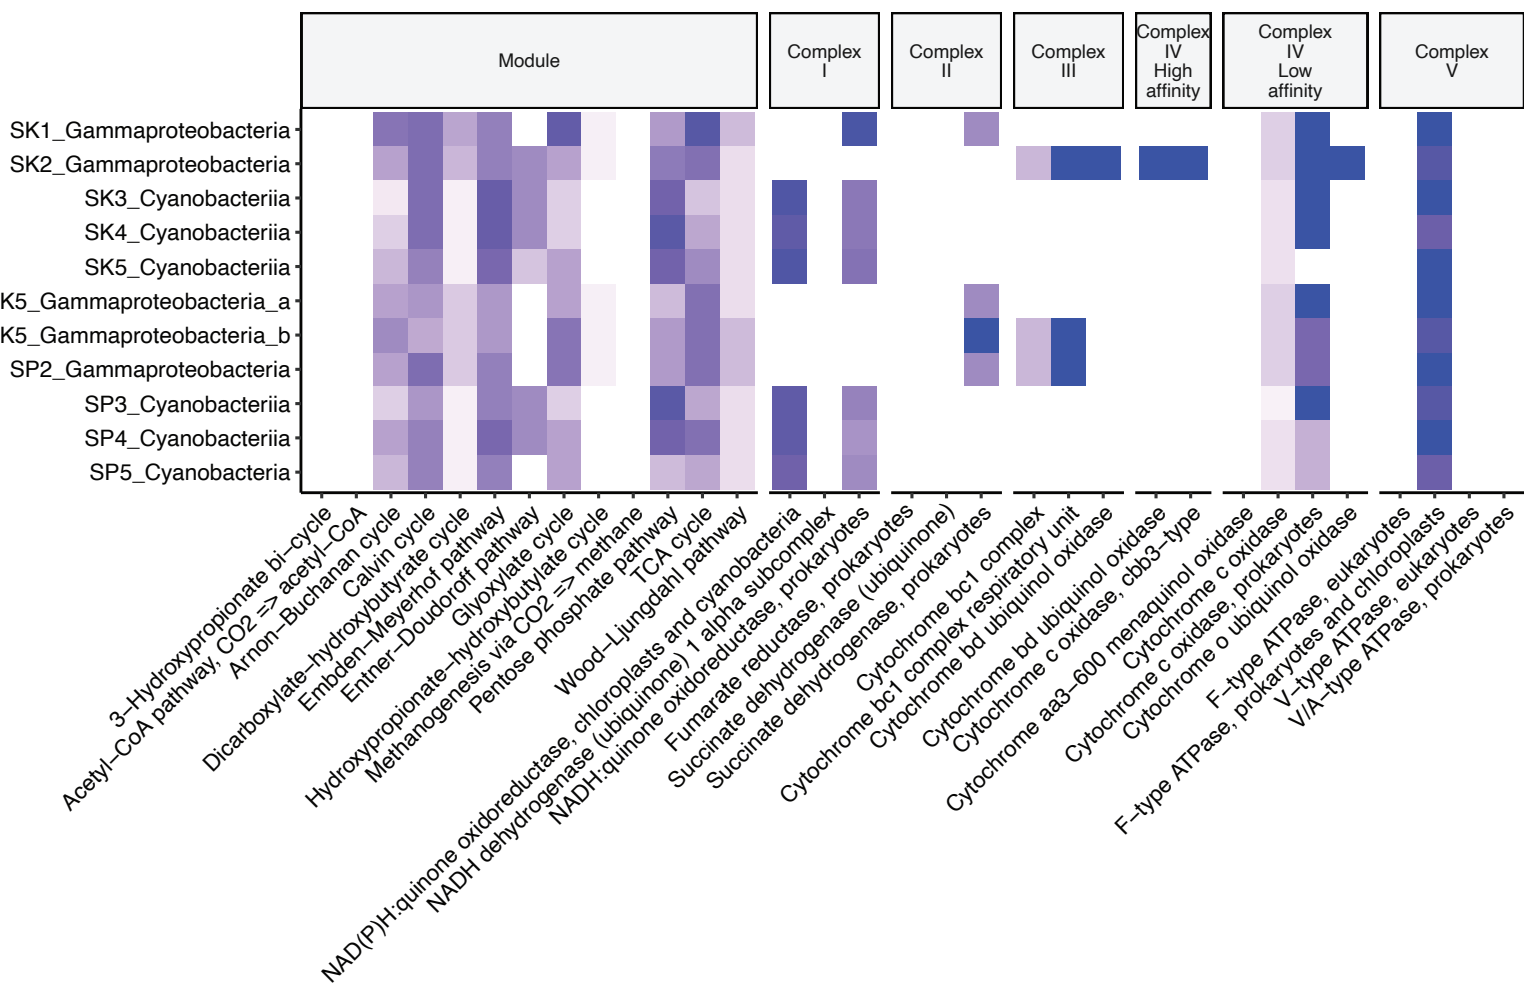 Module
Complex
I
Complex
II
Complex
III
Complex
IV
High
affinity
Complex
IV
Low
affinity
Complex
V
SK1_Gammaproteobacteria
SK2_Gammaproteobacteria
SK3_Cyanobacteriia
SK4_Cyanobacteriia
SK5_Cyanobacteriia
K5_Gammaproteobacteria_a
K5_Gammaproteobacteria_b
SP2_Gammaproteobacteria
SP3_Cyanobacteriia
SP4_Cyanobacteriia
SP5_Cyanobacteria
3−Hydroxypropionate bi−cycle
Acetyl−CoA pathway, CO2 => acetyl−CoA
Arnon−Buchanan cycle
Calvin cycle
Dicarboxylate−hydroxybutyrate cycle
Embden−Meyerhof pathway
Entner−Doudoroff pathway
Glyoxylate cycle
Hydroxypropionate−hydroxybutylate cycle
Methanogenesis via CO2 => methane
Pentose phosphate pathway
TCA cycle
Wood−Ljungdahl pathway
NAD(P)H:quinone oxidoreductase, chloroplasts and cyanobacteria
NADH dehydrogenase (ubiquinone) 1 alpha subcomplex
NADH:quinone oxidoreductase, prokaryotes
Fumarate reductase, prokaryotes
Succinate dehydrogenase (ubiquinone)
Succinate dehydrogenase, prokaryotes
Cytochrome bc1 complex
Cytochrome bc1 complex respiratory unit
Cytochrome bd ubiquinol oxidase
Cytochrome bd ubiquinol oxidase
Cytochrome c oxidase, cbb3−type
Cytochrome aa3−600 menaquinol oxidase
Cytochrome c oxidase
Cytochrome c oxidase, prokaryotes
Cytochrome o ubiquinol oxidase
F−type ATPase, eukaryotes
F−type ATPase, prokaryotes and chloroplasts
V−type ATPase, eukaryotes
V/A−type ATPase, prokaryotes